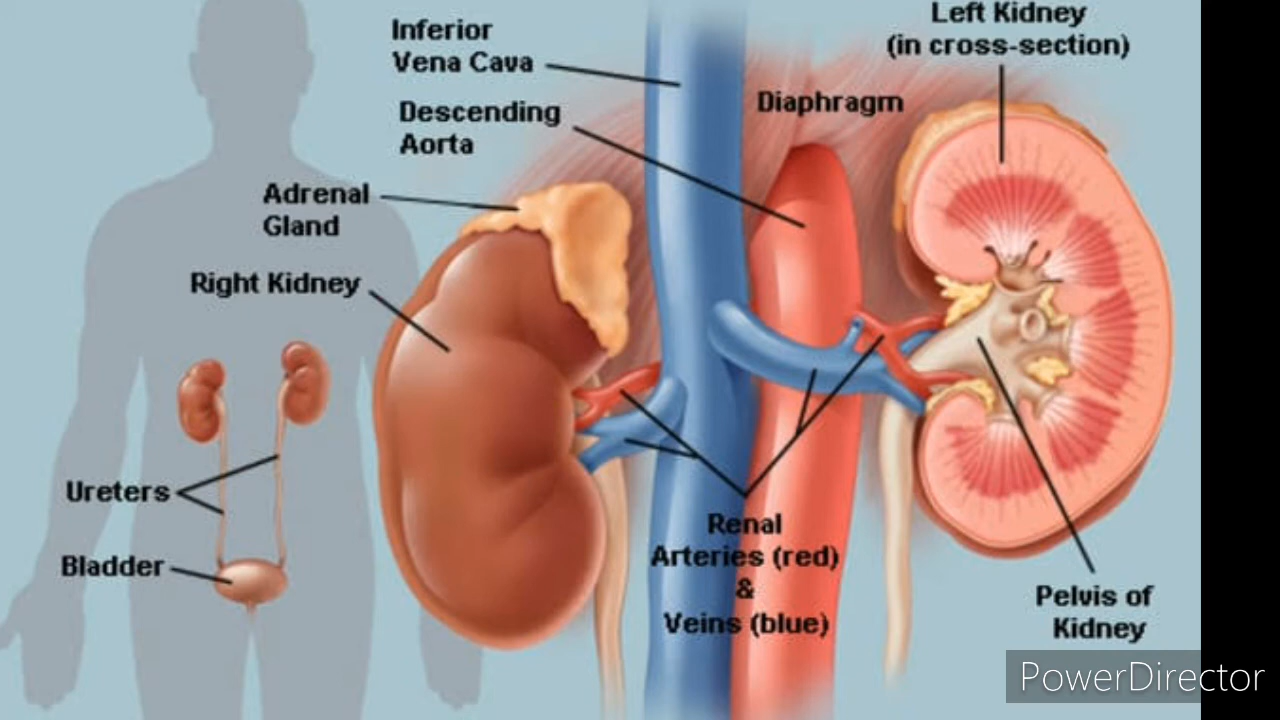 Inferior
Vena Cava
Descending
Aorta
Adrenal
Gland
Right Kidney
Ureters
Bladder
Left Kidney
(in cross-section)
Diaphragm
Renal
Arteries (red)
&
Veins (blue)
Pelvis of
Kidney
PowerDirector